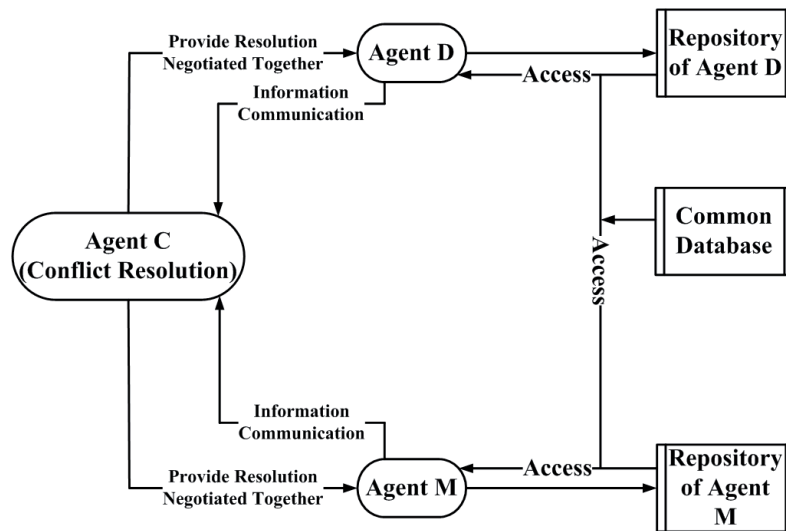 Provide Resolution
Negotiated Together
Agent D
Access
Repository
of Agent D
Information
Communication
Agent C
(Conflict Resolution)
Access
Common
Database
Information
Communication
Provide Resolution
Negotiated Together
Agent M
Access
Repository
of Agent
M